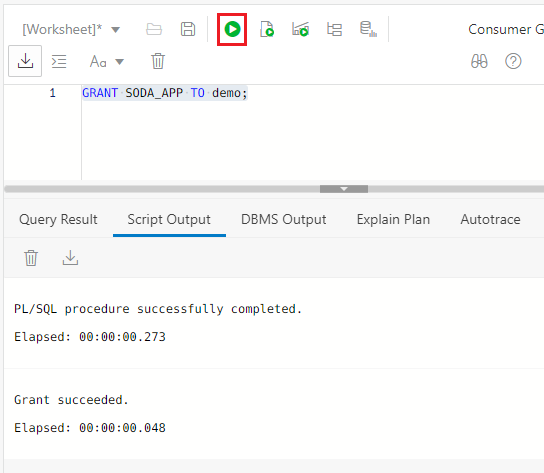 [Worksheet]*
Consumer G
Aa
1 GRANT SODA_APP TO demo;
Query Result Script Output DBMS Output Explain Plan Autotrace
PL/SQL procedure successfully completed.
Elapsed: 00:00:00.273
Grant succeeded.
Elapsed: 00:00:00.048